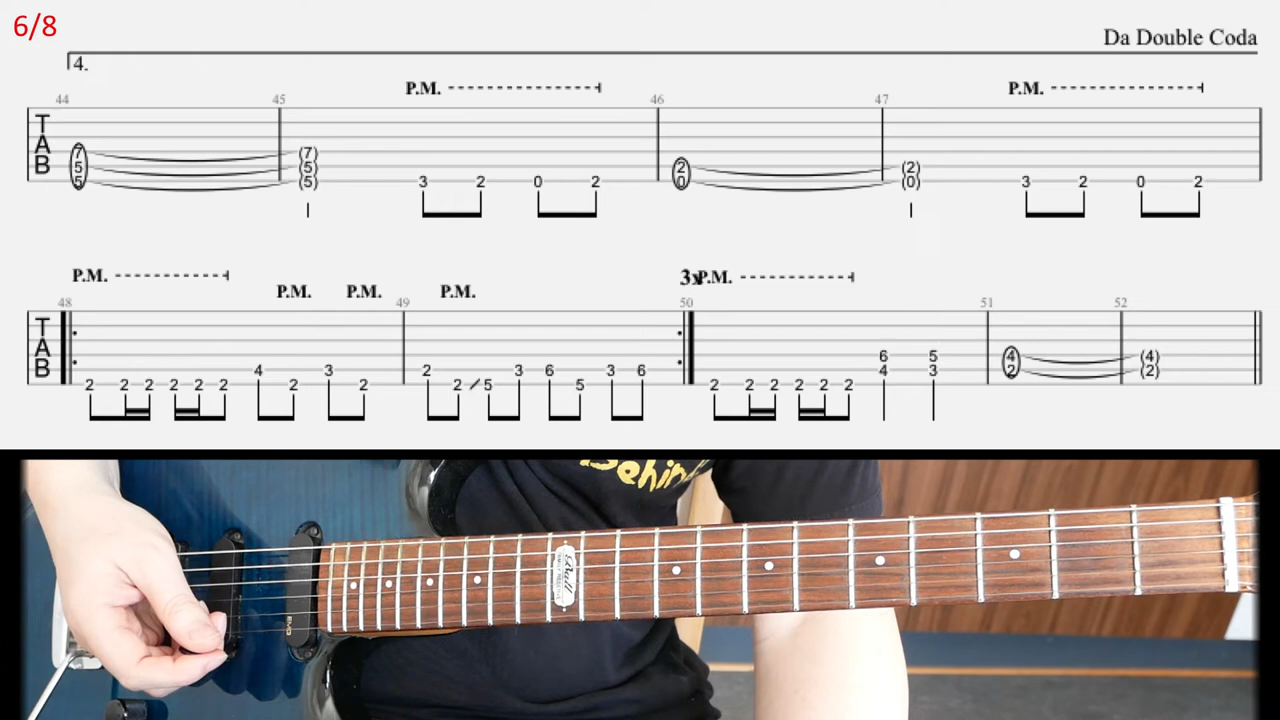 6/8
Da Double Coda
4.
P.M. P.M.
44 45 46 47
T
A
B
7 (7) 2 (2)
5 (5) 0 (0)
5 (5) 3 2 0 2 3 2 0 2
P.M. P.M. P.M. P.M. 3x P.M.
48 49 50 51 52
T
A
B
6 5 4 (4)
4 3 2 3 6 3 6 4 3 2 (2)
2 2 2 2 2 2 2 2 2 5 5 2 2 2 2 2 2
Behin